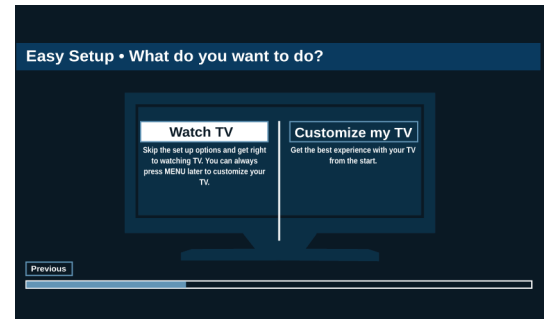 Easy Setup • What do you want to do?
Watch TV
Skip the set up options and get right
to watching TV. You can always
press MENU later to customize your
TV.
Customize my TV
Get the best experience with your TV
from the start.
Previous